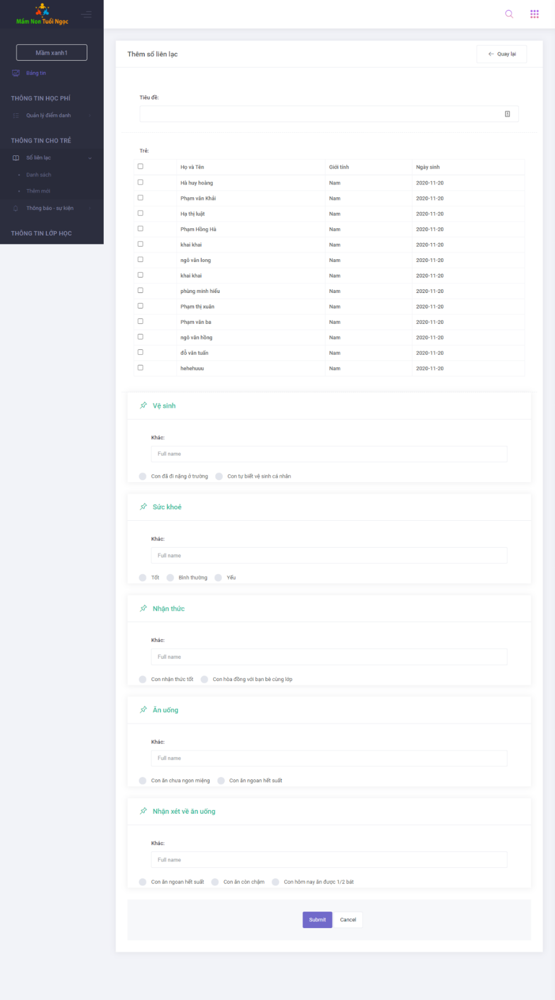 Mầm Non Tuổi Ngọc
Mầm xanh1
Bảng tin
THÔNG TIN HỌC PHÍ
Quản lý điểm danh
THÔNG TIN CHO TRẺ
Sổ liên lạc
Danh sách
Thêm mới
Thông báo - sự kiện
THÔNG TIN LỚP HỌC
Thêm sổ liên lạc
← Quay lại
Tiêu đề:
Trẻ:
Họ và Tên Giới tính Ngày sinh
Hà huy hoàng Nam 2020-11-20
Phạm văn Khải Nam 2020-11-20
Hạ thị luật Nam 2020-11-20
Phạm Hồng Hà Nam 2020-11-20
khai khai Nam 2020-11-20
ngô văn long Nam 2020-11-20
khai khai Nam 2020-11-20
phùng minh hiếu Nam 2020-11-20
Phạm thị xuân Nam 2020-11-20
Phạm văn ba Nam 2020-11-20
ngô văn hồng Nam 2020-11-20
đỗ văn tuấn Nam 2020-11-20
hehehuuu Nam 2020-11-20
Vệ sinh
Khác:
Full name
Con đã đi nặng ở trường Con tự biết vệ sinh cá nhân
Sức khoẻ
Khác:
Full name
Tốt Bình thường Yếu
Nhận thức
Khác:
Full name
Con nhận thức tốt Con hòa đồng với bạn bè cùng lớp
Ăn uống
Khác:
Full name
Con ăn chưa ngon miệng Con ăn ngoan hết suất
Nhận xét về ăn uống
Khác:
Full name
Con ăn ngoan hết suất Con ăn còn chậm Con hôm nay ăn được 1/2 bát
Submit Cancel